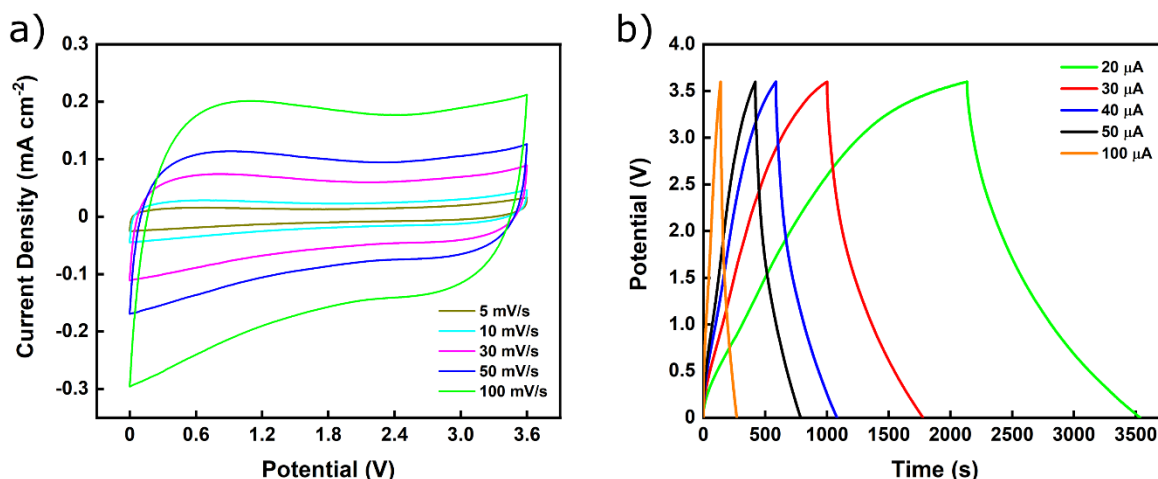 a)
0.3
0.2
0.1
0
-0.1
-0.2
-0.3
Current Density (mA cm⁻²)
0 0.6 1.2 1.8 2.4 3.0 3.6
Potential (V)
5 mV/s
10 mV/s
30 mV/s
50 mV/s
100 mV/s
b)
4.0
3.5
3.0
2.5
2.0
1.5
1.0
0.5
0
Potential (V)
0 500 1000 1500 2000 2500 3000 3500
Time (s)
20 μA
30 μA
40 μA
50 μA
100 μA